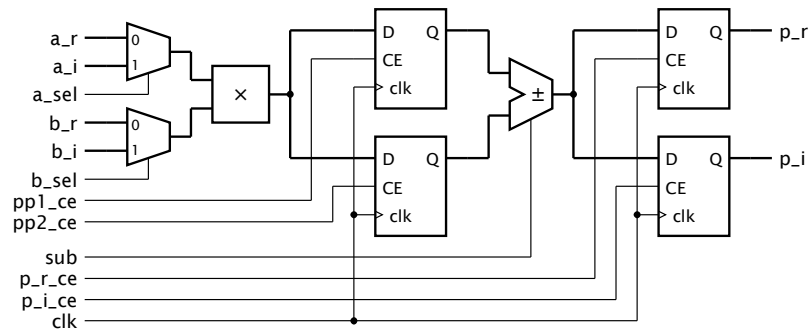 a_r
a_i
a_sel
b_r
b_i
b_sel
pp1_ce
pp2_ce
sub
p_r_ce
p_i_ce
clk
0
1
0
1
×
D Q
CE
clk
D Q
CE
clk
±
D Q
CE
clk
D Q
CE
clk
p_r
p_i